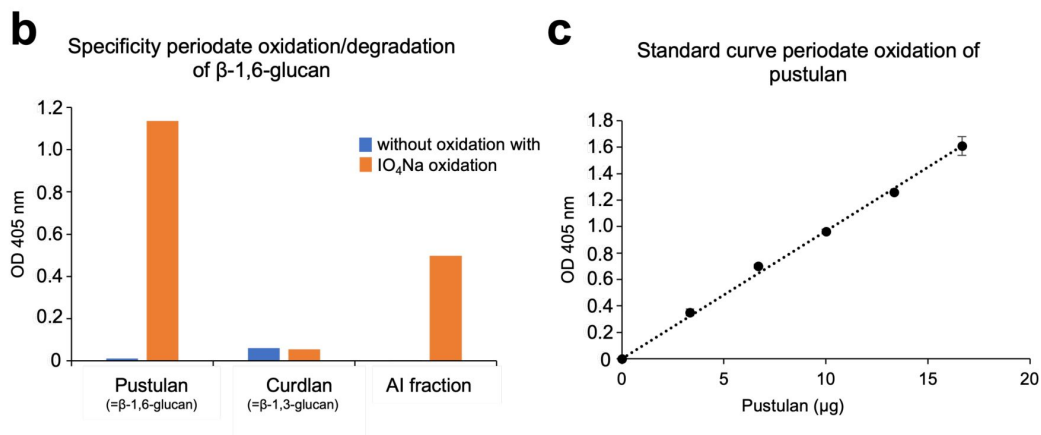 b
Specificity periodate oxidation/degradation
of β-1,6-glucan
OD 405 nm
1.2
1.0
0.8
0.6
0.4
0.2
0
without oxidation with
IO₄Na oxidation
Pustulan
(=β-1,6-glucan)
Curdlan
(=β-1,3-glucan)
AI fraction
c
Standard curve periodate oxidation of
pustulan
OD 405 nm
1.8
1.6
1.4
1.2
1.0
0.8
0.6
0.4
0.2
0
0
5
10
15
20
Pustulan (µg)